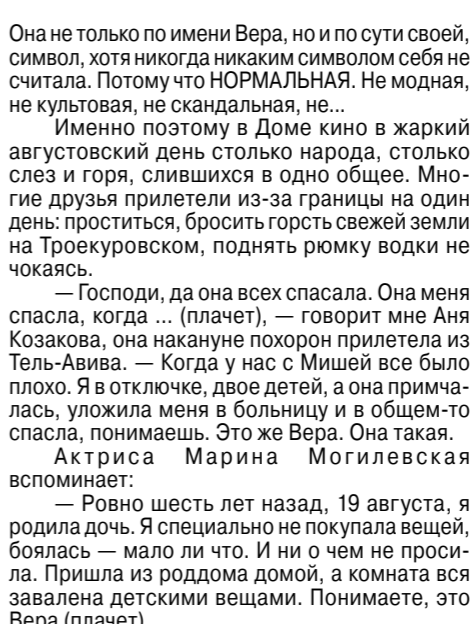 Она не только по имени Вера, но и по сути своей,
символ, хотя никогда никаким символом себя не
считала. Потому что НОРМАЛЬНАЯ. Не модная,
не культовая, не скандальная, не...
Именно поэтому в Доме кино в жаркий
августовский день столько народа, столько
слез и горя, слившихся в одно общее. Мно-
гие друзья прилетели из-за границы на один
день: проститься, бросить горсть свежей земли
на Троекуровском, поднять рюмку водки не
чокаясь.
— Господи, да она всех спасала. Она меня
спасла, когда ... (плачет), — говорит мне Аня
Козакова, она накануне похорон прилетела из
Тель-Авива. — Когда у нас с Мишей все было
плохо. Я в отключке, двое детей, а она примча-
лась, уложила меня в больницу и в общем-то
спасла, понимаешь. Это же Вера. Она такая.
Актриса Марина Могилевская
вспоминает:
— Ровно шесть лет назад, 19 августа, я
родила дочь. Я специально не покупала вещей,
боялась — мало ли что. И ни о чем не проси-
ла. Пришла из роддома домой, а комната вся
завалена детскими вещами. Понимаете, это
Вера (плачет)